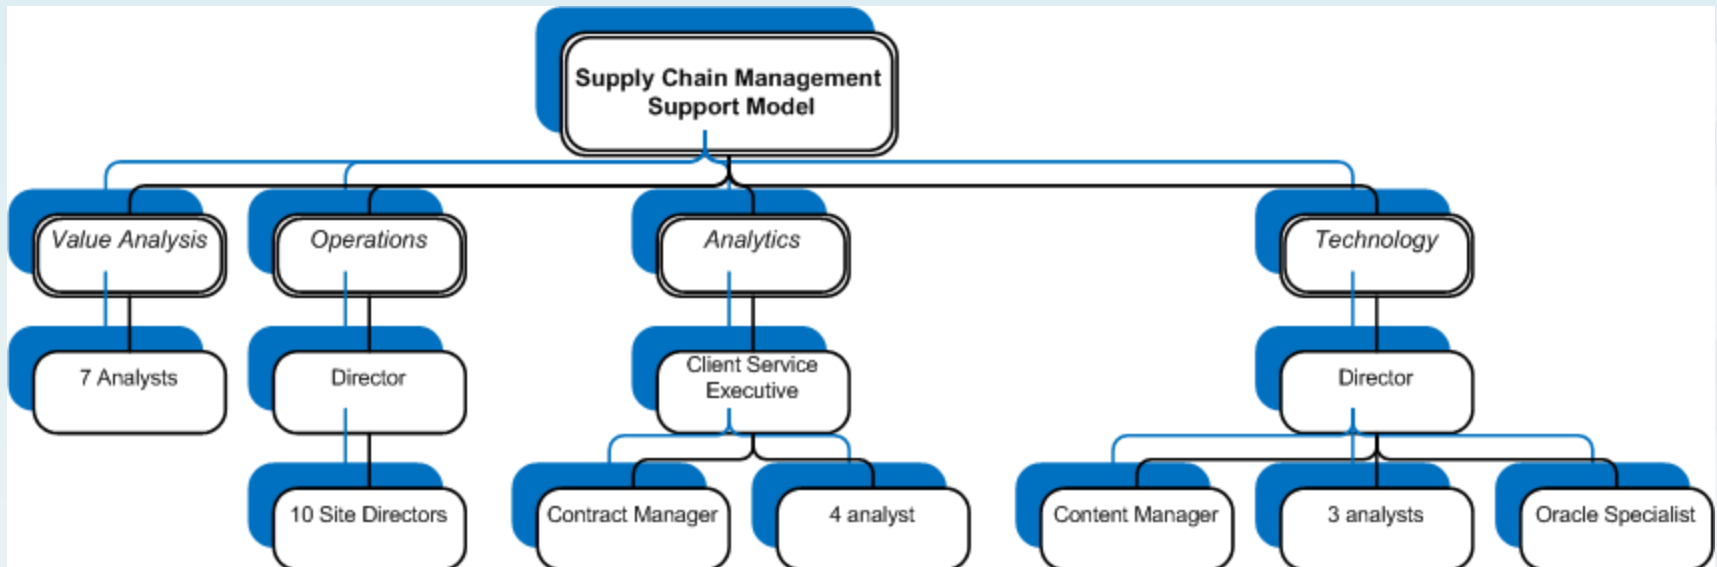 Supply Chain Management
Support Model
Value Analysis
Operations
Analytics
Technology
7 Analysts
Director
Client Service
Executive
Director
10 Site Directors
Contract Manager
4 analyst
Content Manager
3 analysts
Oracle Specialist